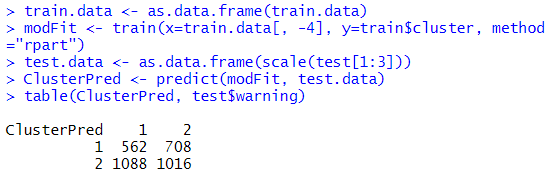 > train.data <- as.data.frame(train.data)
> modFit <- train(x=train.data[, -4], y=train$cluster, method
="rpart")
> test.data <- as.data.frame(scale(test[1:3]))
> ClusterPred <- predict(modFit, test.data)
> table(ClusterPred, test$warning)
ClusterPred    1    2
          1  562  708
          2 1088 1016